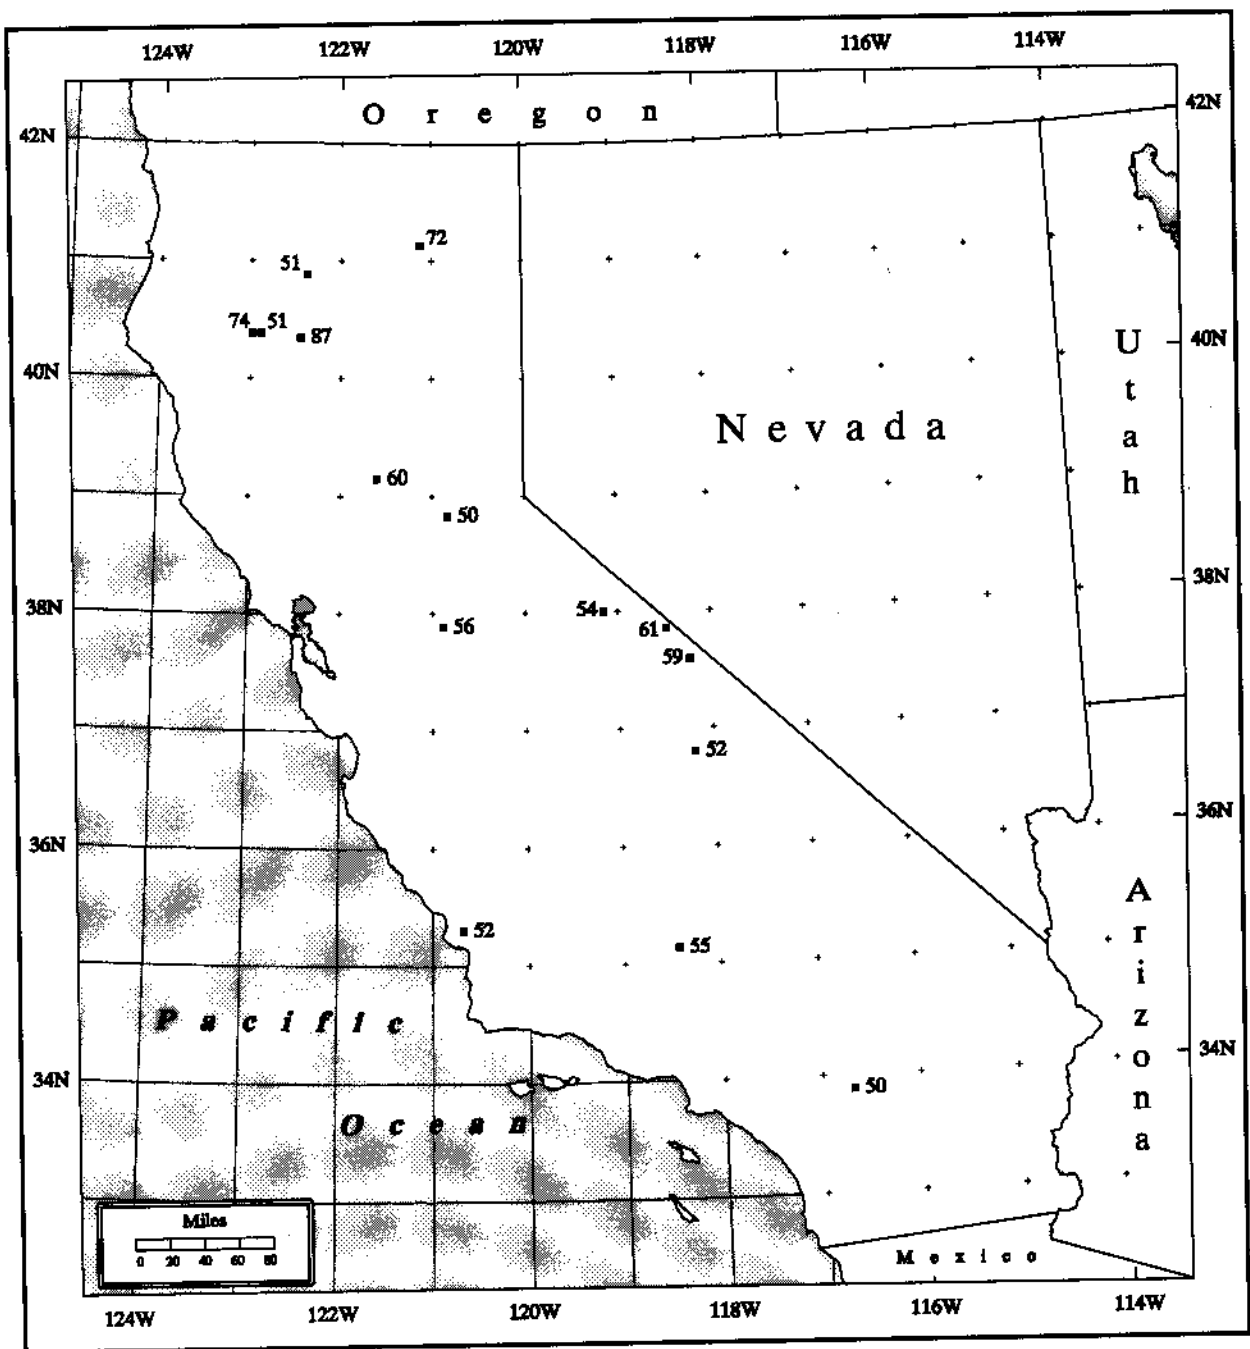 124W 122W 120W 118W 116W 114W
Oregon
42N 42N
72
51
74 51 87
Utah
40N 40N
Nevada
60
50
38N 38N
54
56 61
59
52
36N 36N
Arizona
52 55
Pacific
34N 34N
50
Ocean
Miles
0 20 40 60 80
Mexico
124W 122W 120W 118W 116W 114W